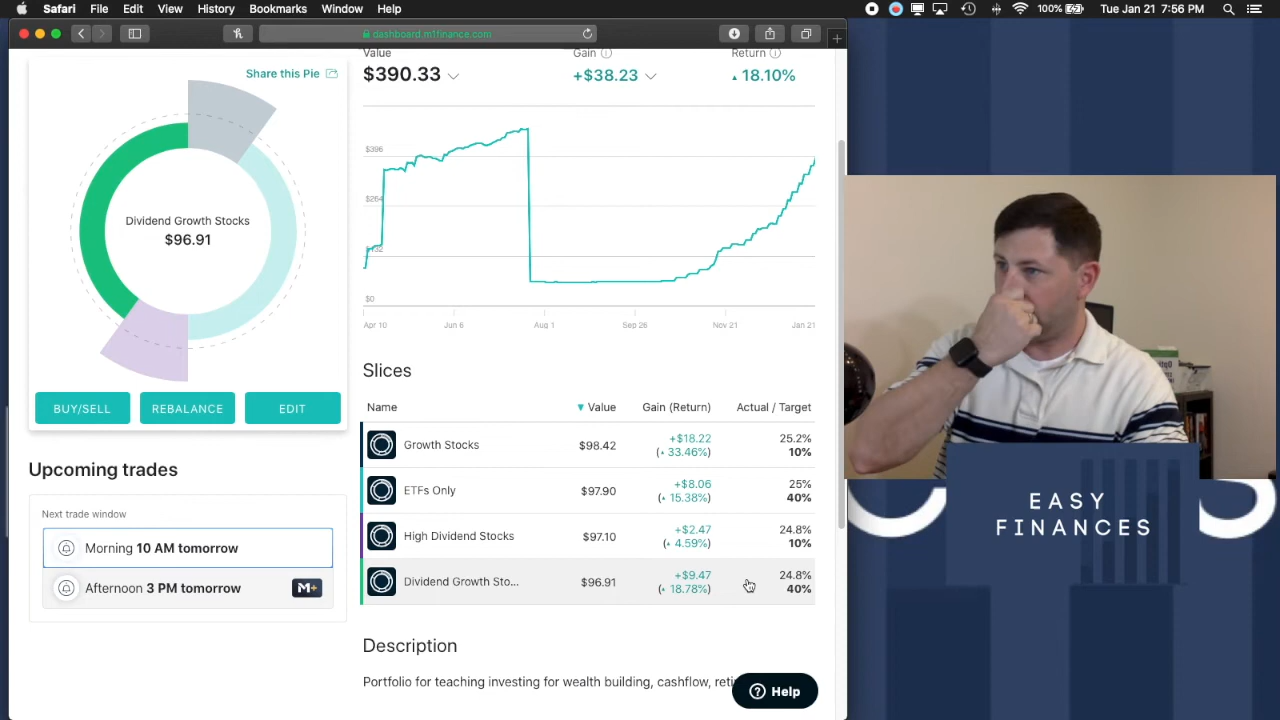 Safari File Edit View History Bookmarks Window Help
100% Tue Jan 21 7:56 PM
dashboard.m1finance.com
Share this Pie
Dividend Growth Stocks
$96.91
BUY/SELL REBALANCE EDIT
Upcoming trades
Next trade window
Morning 10 AM tomorrow
Afternoon 3 PM tomorrow M+
Value Gain Return
$390.33 +$38.23 18.10%
$396
$264
$132
$0
Apr 10 Jun 6 Aug 1 Sep 26 Nov 21 Jan 21
Slices
Name Value Gain (Return) Actual / Target
Growth Stocks $98.42 +$18.22 25.2%
(33.46%) 10%
ETFs Only $97.90 +$8.06 25%
(15.38%) 40%
High Dividend Stocks $97.10 +$2.47 24.8%
(4.59%) 10%
Dividend Growth Sto... $96.91 +$9.47 24.8%
(18.78%) 40%
Description
Portfolio for teaching investing for wealth building, cashflow,
Help
EASY
FINANCES